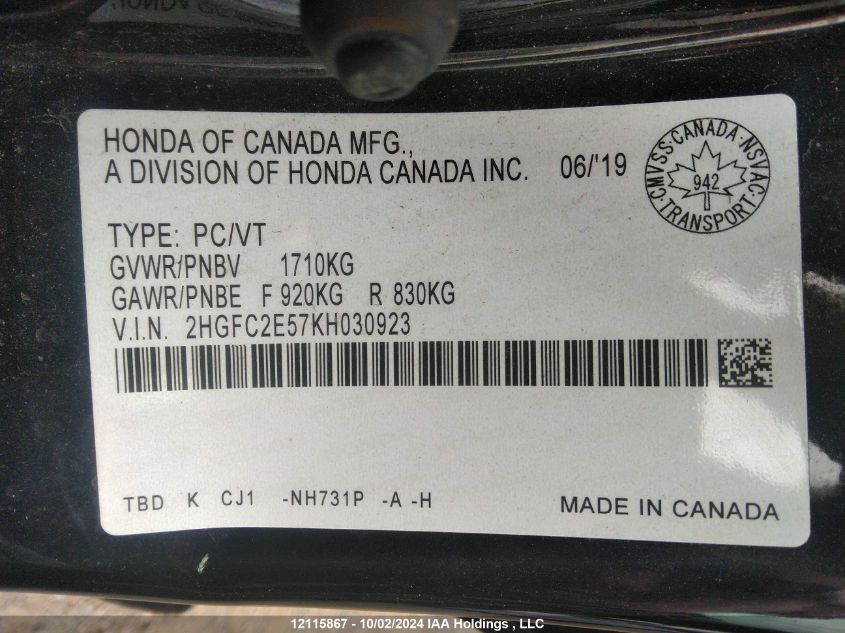 HONDA OF CANADA MFG.,
A DIVISION OF HONDA CANADA INC. 06/'19
CMVSS·CANADA·NSVAC·TRANSPORT·
942
TYPE: PC/VT
GVWR/PNBV 1710KG
GAWR/PNBE F 920KG R 830KG
V.I.N. 2HGFC2E57KH030923
TBD K CJ1 -NH731P -A -H
MADE IN CANADA
12115867 - 10/02/2024 IAA Holdings , LLC